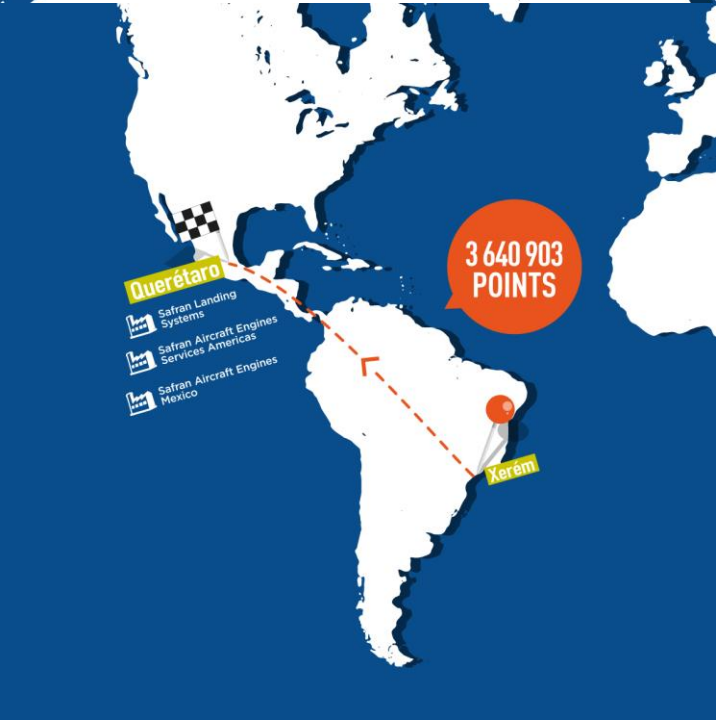 3 640 903
POINTS
Querétaro
Safran Landing
Systems
Safran Aircraft Engines
Services Americas
Safran Aircraft Engines
Mexico
Xerém